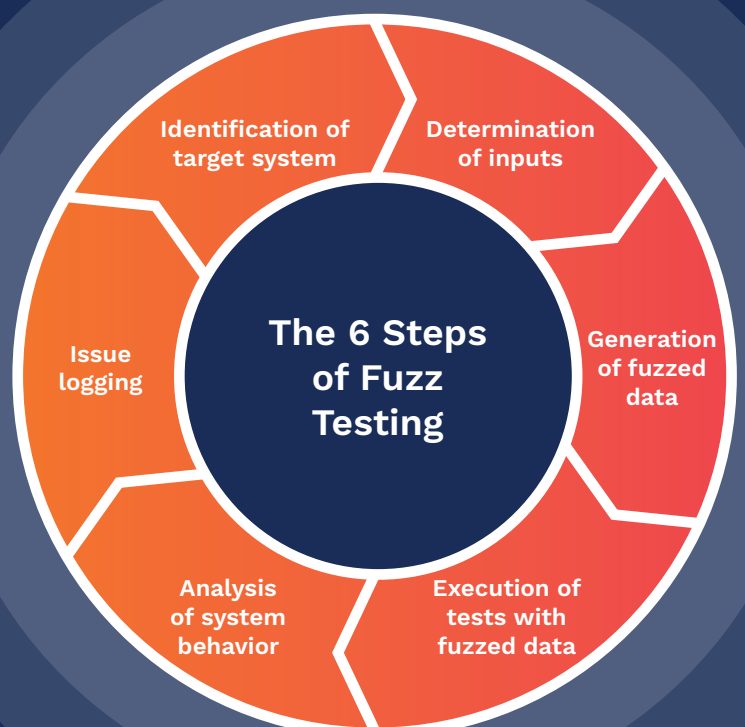 The 6 Steps
of Fuzz
Testing
Identification of
target system
Determination
of inputs
Generation
of fuzzed
data
Execution of
tests with
fuzzed data
Analysis
of system
behavior
Issue
logging